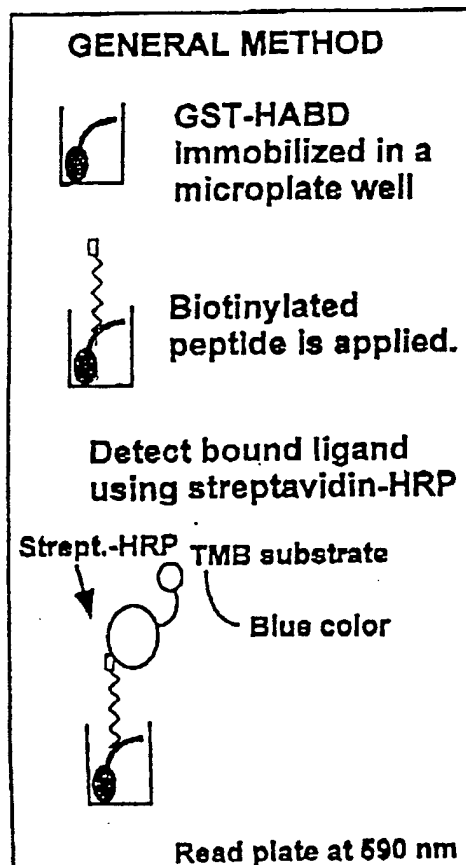 GENERAL METHOD
GST-HABD
immobilized in a
microplate well
Biotinylated
peptide is applied.
Detect bound ligand
using streptavidin-HRP
Strept.-HRP TMB substrate
Blue color
Read plate at 590 nm